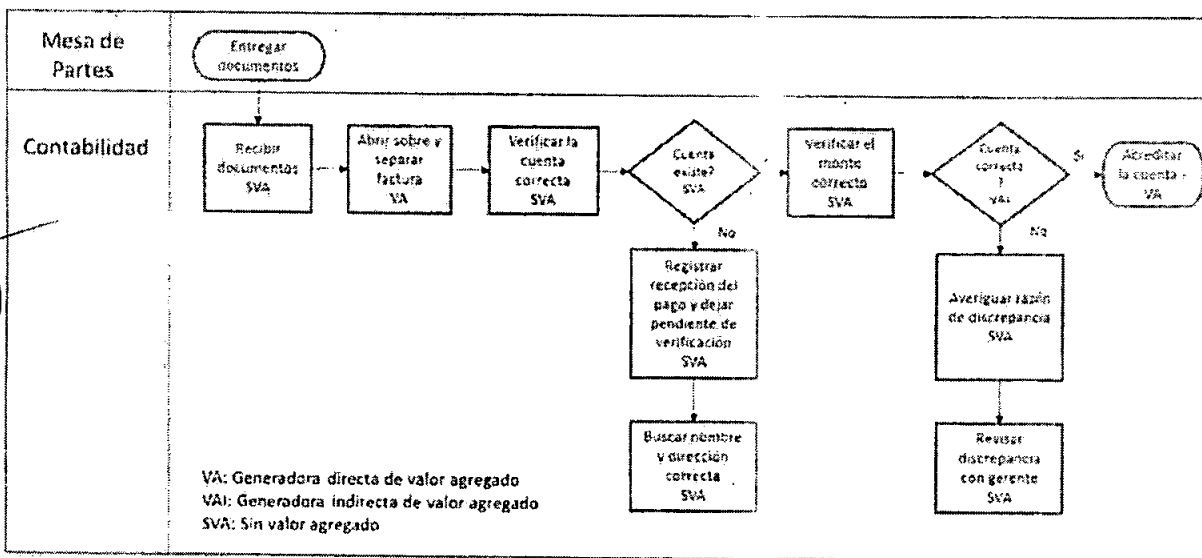 Mesa de
Partes
Entregar
documentos
Contabilidad
Recibir
documentos
SVA
Abrir sobre y
separar
factura
VA
Verificar la
cuenta
correcta
SVA
Cuenta
existe?
SVA
Verificar el
monto
correcto
SVA
Cuenta
correcta
?
VAI
Si
Acreditar
la cuenta -
VA
No
No
Registrar
recepción del
pago y dejar
pendiente de
verificación
SVA
Averiguar razón
de discrepancia
SVA
Buscar nombre
y dirección
correcta
SVA
Revisar
discrepancia
con gerente
SVA
VA: Generadora directa de valor agregado
VAI: Generadora indirecta de valor agregado
SVA: Sin valor agregado